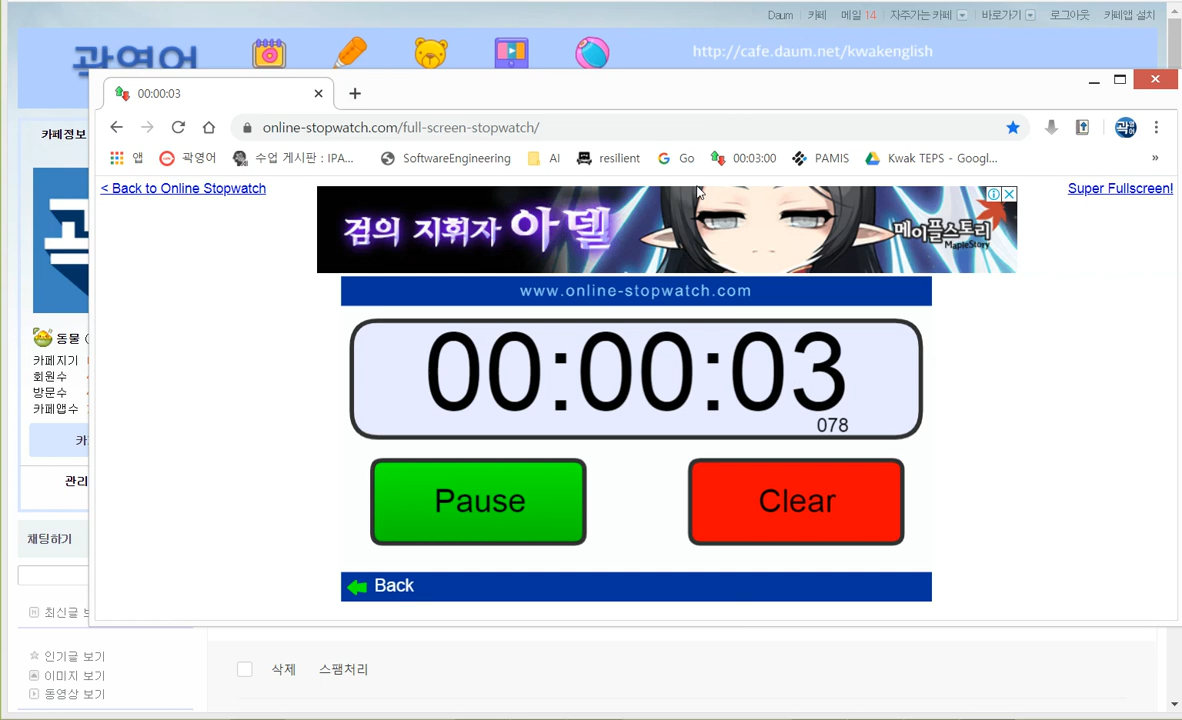 Daum 카페 메일 14 자주가는 카페 바로가기 로그아웃 카페앱 설치
곽영어
http://cafe.daum.net/kwakenglish
00:00:03
online-stopwatch.com/full-screen-stopwatch/
앱 곽영어 수업 게시판 : IPA... SoftwareEngineering AI resilient Go 00:03:00 PAMIS Kwak TEPS - Googl... »
< Back to Online Stopwatch
Super Fullscreen!
검의 지휘자 아델
메이플스토리
MapleStory
www.online-stopwatch.com
00:00:03
078
Pause
Clear
Back
카페정보
동물 (
카페지기
회원수
방문수
카페앱수
카
관리
채팅하기
최신글 보
인기글 보기
이미지 보기
동영상 보기
삭제 스팸처리